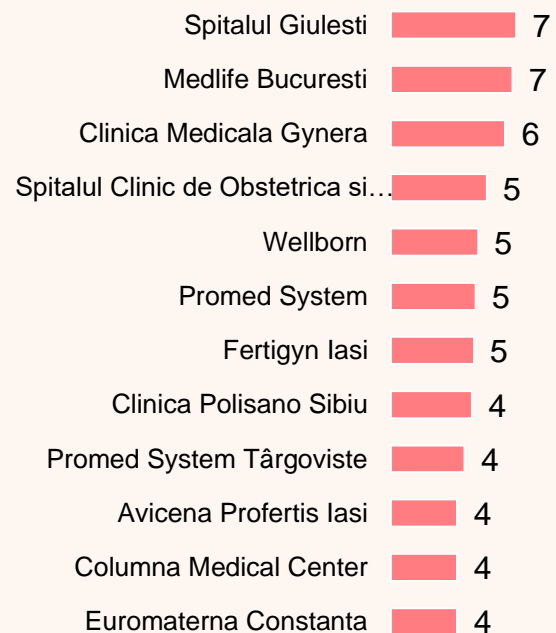 Spitalul Giulesti 7
Medlife Bucuresti 7
Clinica Medicala Gynera 6
Spitalul Clinic de Obstetrica si… 5
Wellborn 5
Promed System 5
Fertigyn Iasi 5
Clinica Polisano Sibiu 4
Promed System Târgoviste 4
Avicena Profertis Iasi 4
Columna Medical Center 4
Euromaterna Constanta 4